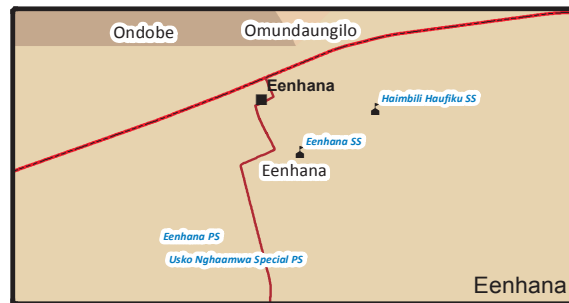 Ondobe
Omundaungilo
Eenhana
Haimbili Haufiku SS
Eenhana SS
Eenhana
Eenhana PS
Usko Nghaamwa Special PS
Eenhana